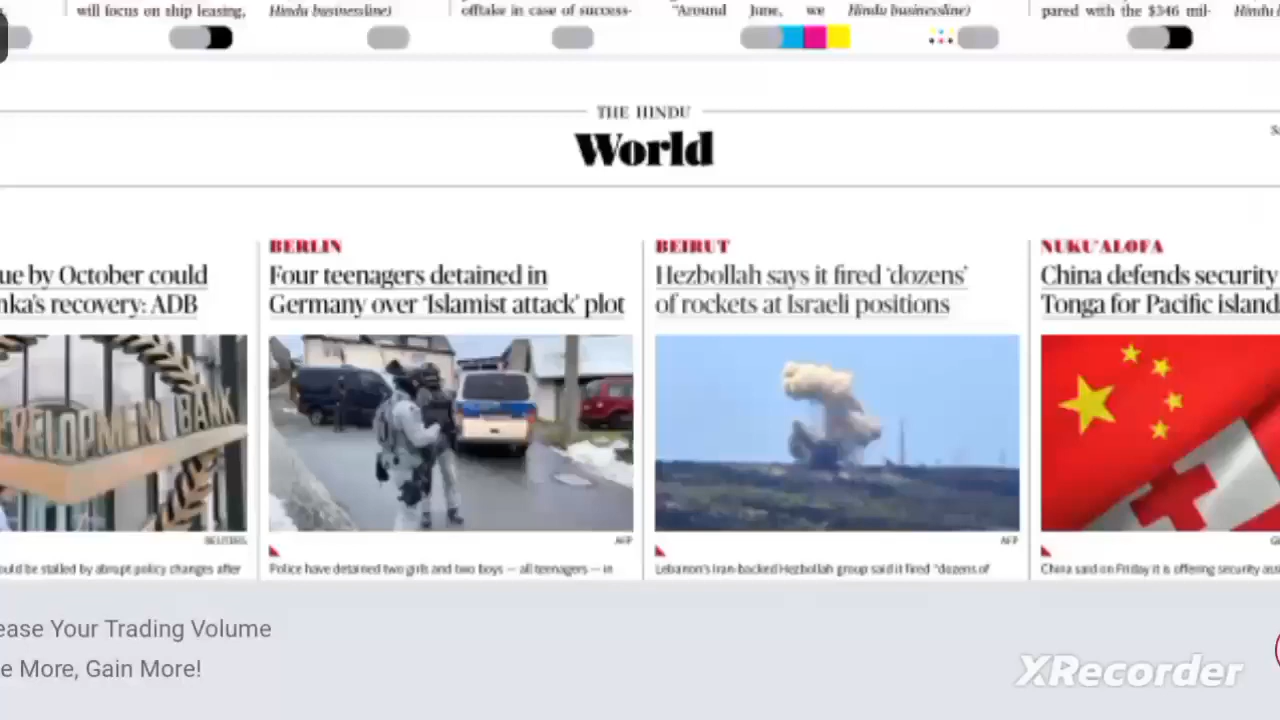 will focus on ship leasing,
Hindu businessline)
offtake in case of success-
"Around June, we
Hindu businessline)
pared with the $346 mil-
Hindu
THE HINDU
World
ue by October could
nka's recovery: ADB
BERLIN
Four teenagers detained in
Germany over 'Islamist attack' plot
BEIRUT
Hezbollah says it fired 'dozens'
of rockets at Israeli positions
NUKU'ALOFA
China defends security
Tonga for Pacific island
EVELOPMENT BANK
REUTERS
AFP
AFP
ould be stalled by abrupt policy changes after
Police have detained two girls and two boys — all teenagers — in
Lebanon's Iran-backed Hezbollah group said it fired "dozens of
China said on Friday it is offering security ass
ease Your Trading Volume
e More, Gain More!
XRecorder